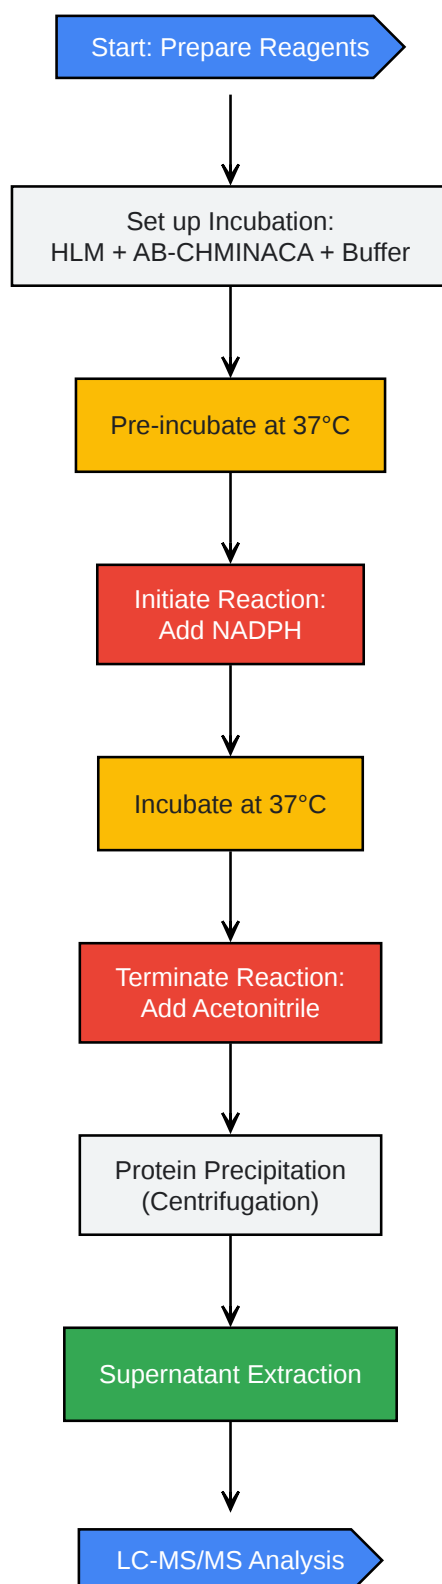 Start: Prepare Reagents
Set up Incubation:
HLM + AB-CHMINACA + Buffer
Pre-incubate at 37°C
Initiate Reaction:
Add NADPH
Incubate at 37°C
Terminate Reaction:
Add Acetonitrile
Protein Precipitation
(Centrifugation)
Supernatant Extraction
LC-MS/MS Analysis